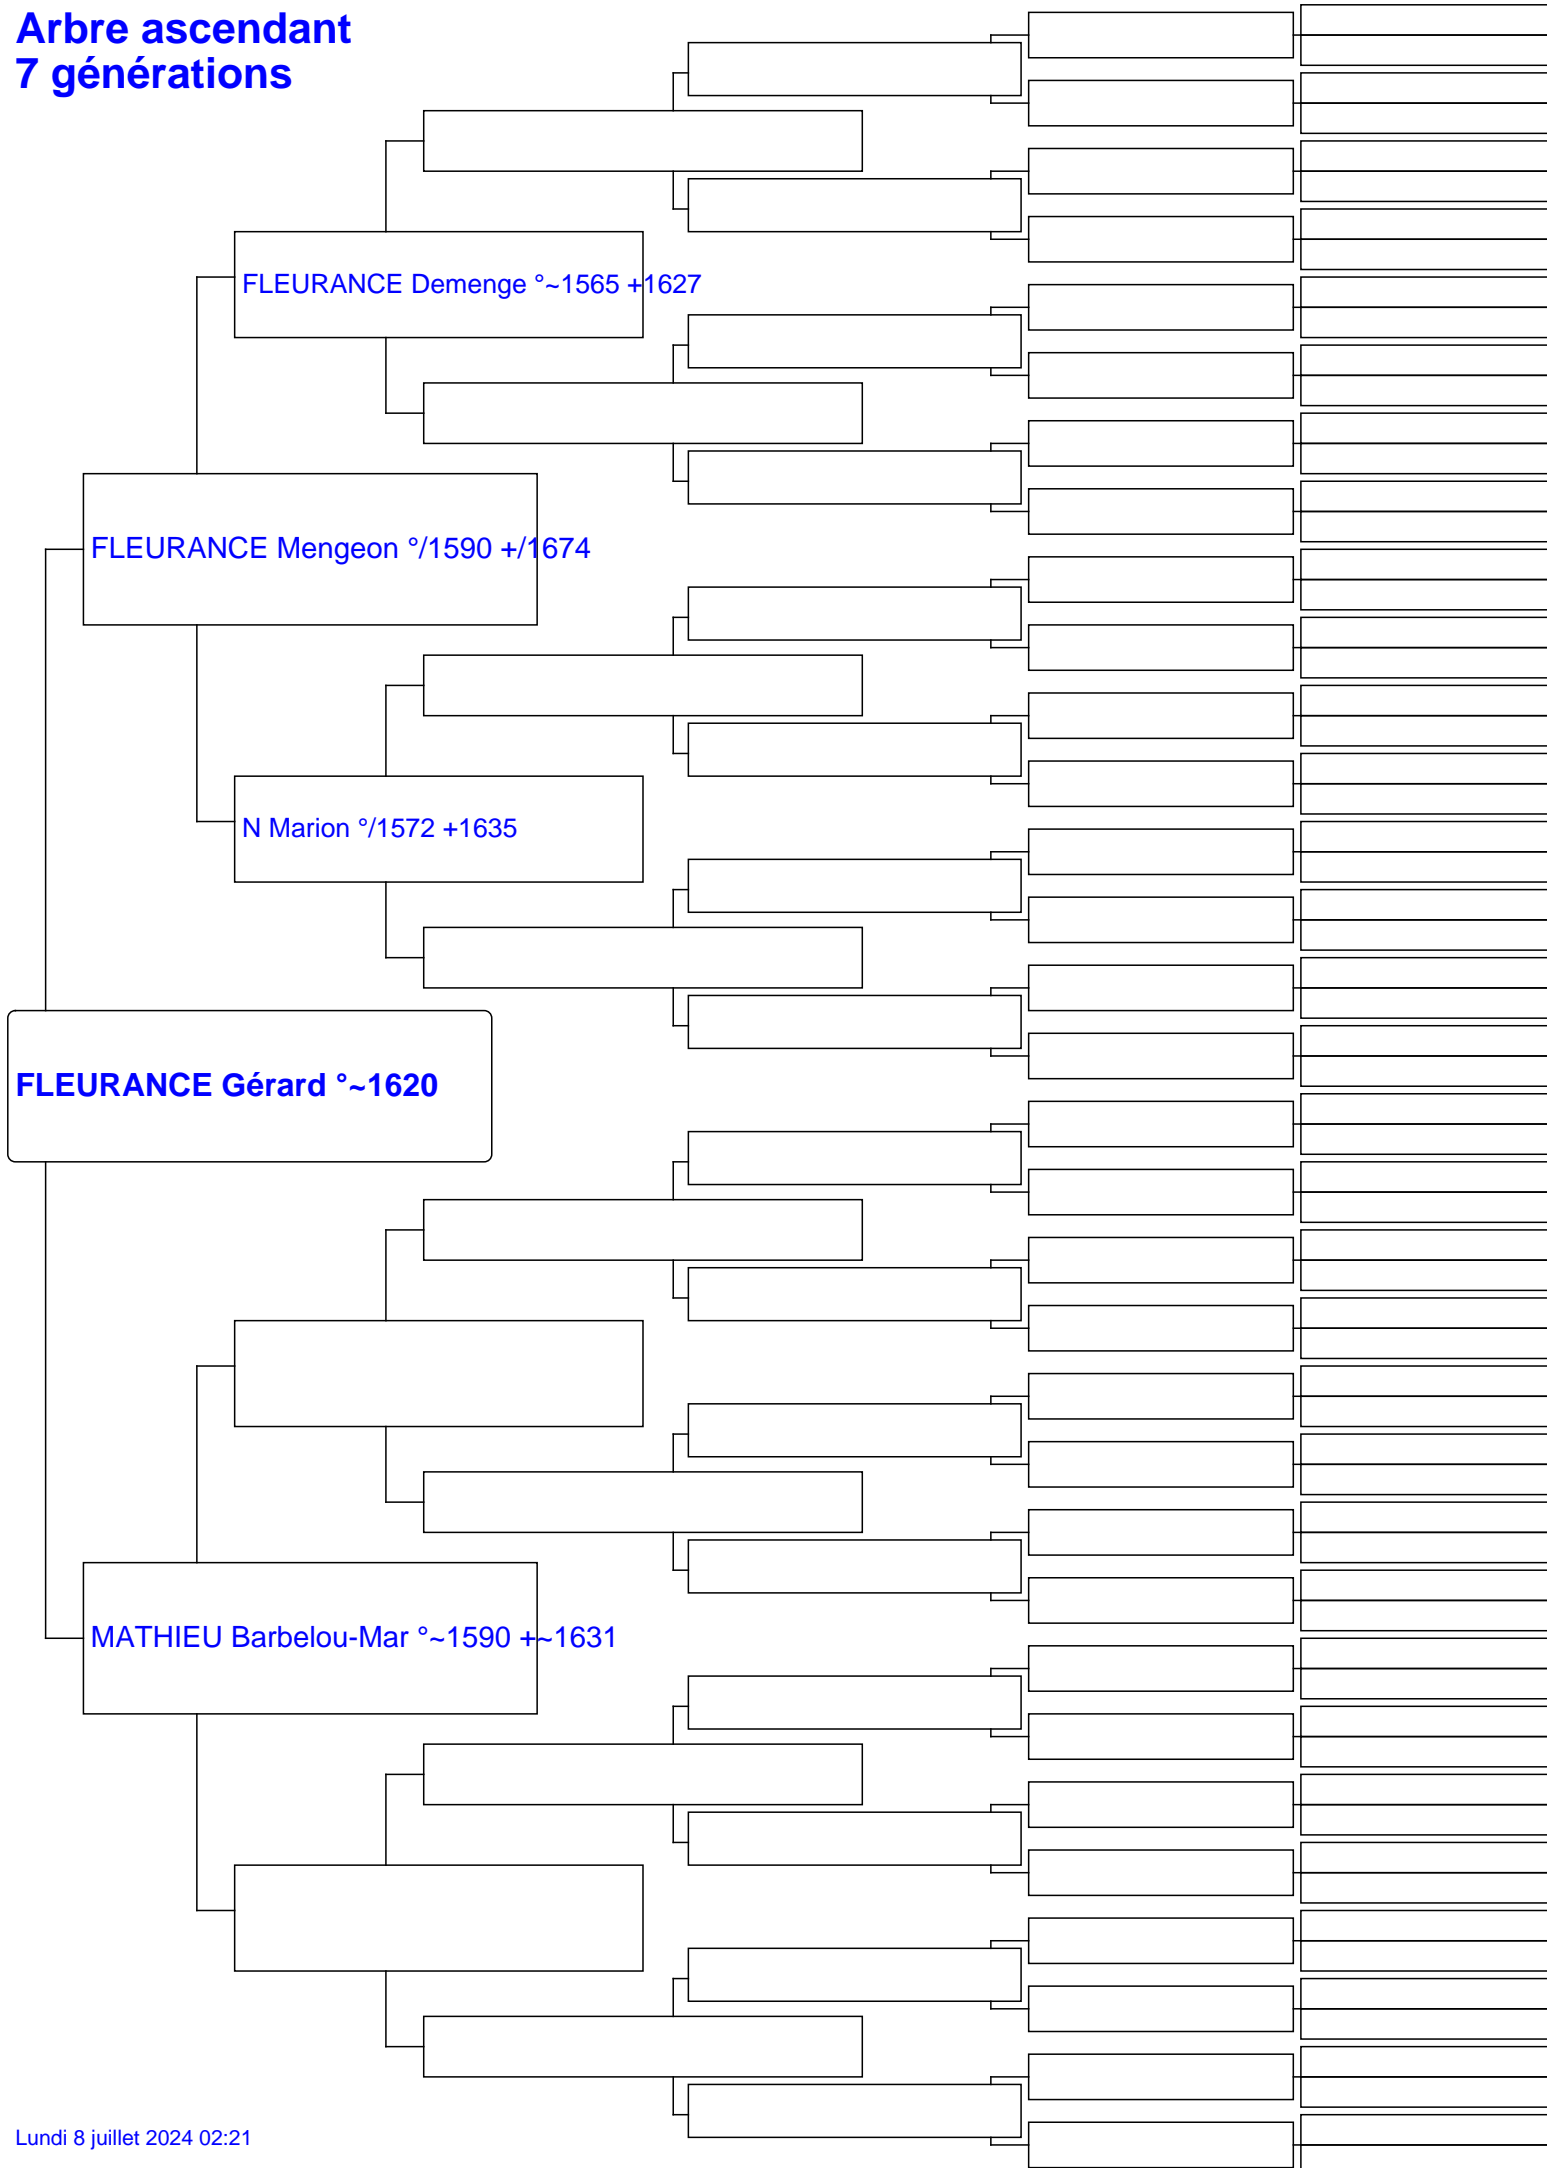 Arbre ascendant
7 générations
FLEURANCE Demenge °~1565 +1627
FLEURANCE Mengeon °/1590 +/1674
N Marion °/1572 +1635
FLEURANCE Gérard °~1620
MATHIEU Barbelou-Mar °~1590 +~1631
Lundi 8 juillet 2024 02:21